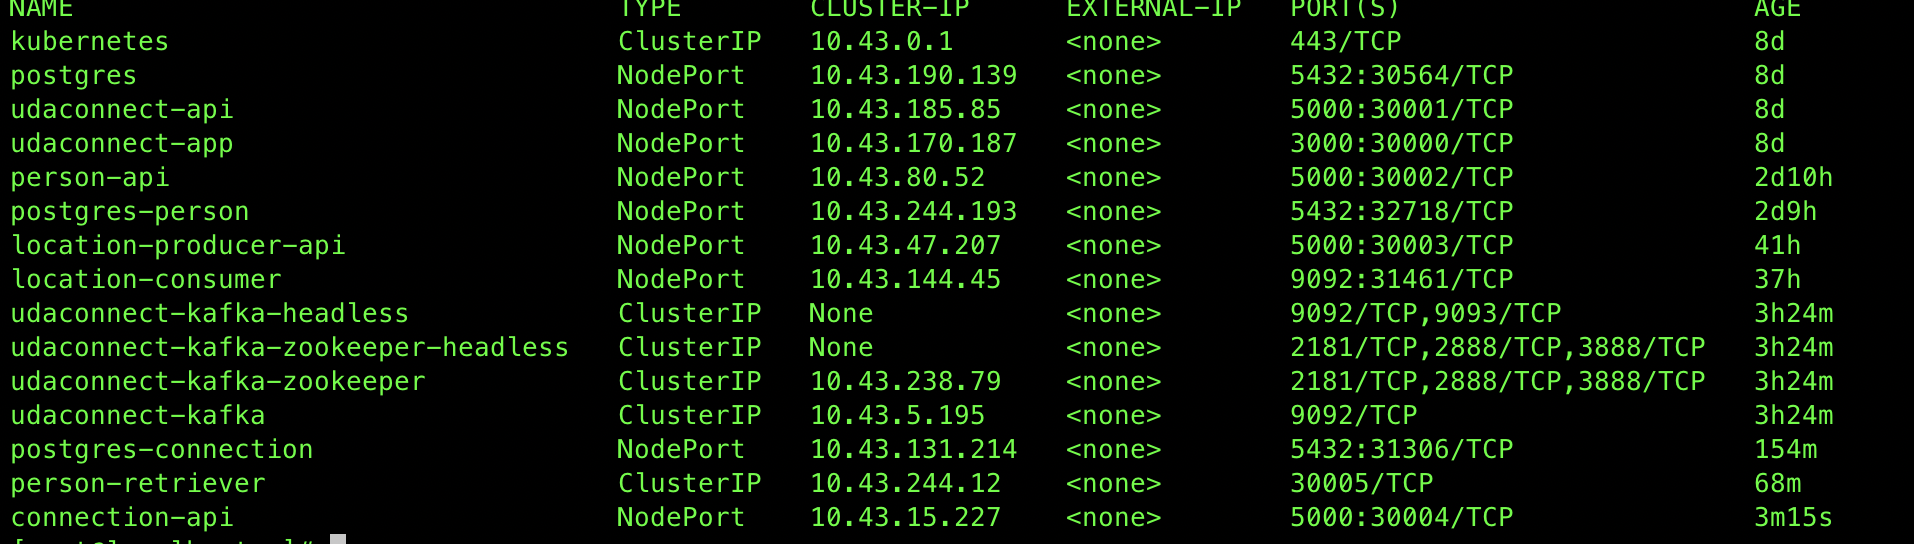 NAME TYPE CLUSTER-IP EXTERNAL-IP PORT(S) AGE
kubernetes ClusterIP 10.43.0.1 <none> 443/TCP 8d
postgres NodePort 10.43.190.139 <none> 5432:30564/TCP 8d
udaconnect-api NodePort 10.43.185.85 <none> 5000:30001/TCP 8d
udaconnect-app NodePort 10.43.170.187 <none> 3000:30000/TCP 8d
person-api NodePort 10.43.80.52 <none> 5000:30002/TCP 2d10h
postgres-person NodePort 10.43.244.193 <none> 5432:32718/TCP 2d9h
location-producer-api NodePort 10.43.47.207 <none> 5000:30003/TCP 41h
location-consumer NodePort 10.43.144.45 <none> 9092:31461/TCP 37h
udaconnect-kafka-headless ClusterIP None <none> 9092/TCP,9093/TCP 3h24m
udaconnect-kafka-zookeeper-headless ClusterIP None <none> 2181/TCP,2888/TCP,3888/TCP 3h24m
udaconnect-kafka-zookeeper ClusterIP 10.43.238.79 <none> 2181/TCP,2888/TCP,3888/TCP 3h24m
udaconnect-kafka ClusterIP 10.43.5.195 <none> 9092/TCP 3h24m
postgres-connection NodePort 10.43.131.214 <none> 5432:31306/TCP 154m
person-retriever ClusterIP 10.43.244.12 <none> 30005/TCP 68m
connection-api NodePort 10.43.15.227 <none> 5000:30004/TCP 3m15s